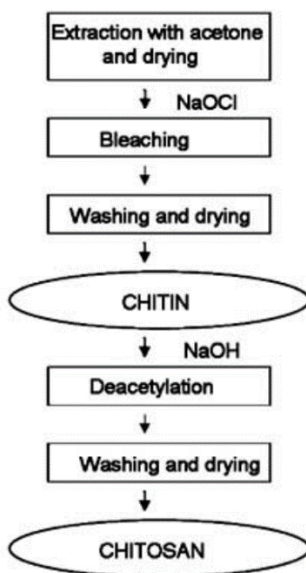 Extraction with acetone
and drying
NaOCl
Bleaching
Washing and drying
CHITIN
NaOH
Deacetylation
Washing and drying
CHITOSAN